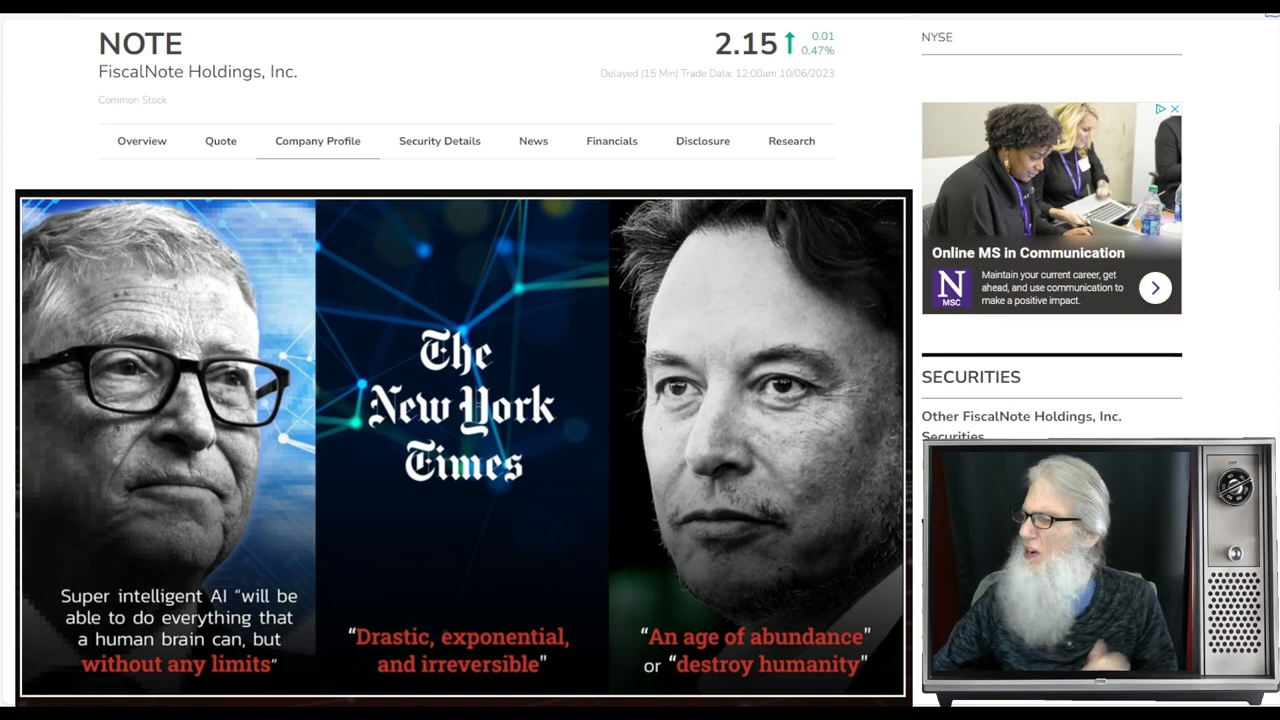 NOTE
FiscalNote Holdings, Inc.
Common Stock
2.15
0.01
0.47%
Delayed (15 Min) Trade Data: 12:00am 10/06/2023
Overview Quote Company Profile Security Details News Financials Disclosure Research
Super intelligent AI "will be
able to do everything that
a human brain can, but
without any limits"
The
New York
Times
"Drastic, exponential,
and irreversible"
"An age of abundance"
or "destroy humanity"
NYSE
Online MS in Communication
N
MSC
Maintain your current career, get
ahead, and use communication to
make a positive impact.
SECURITIES
Other FiscalNote Holdings, Inc.
Securities